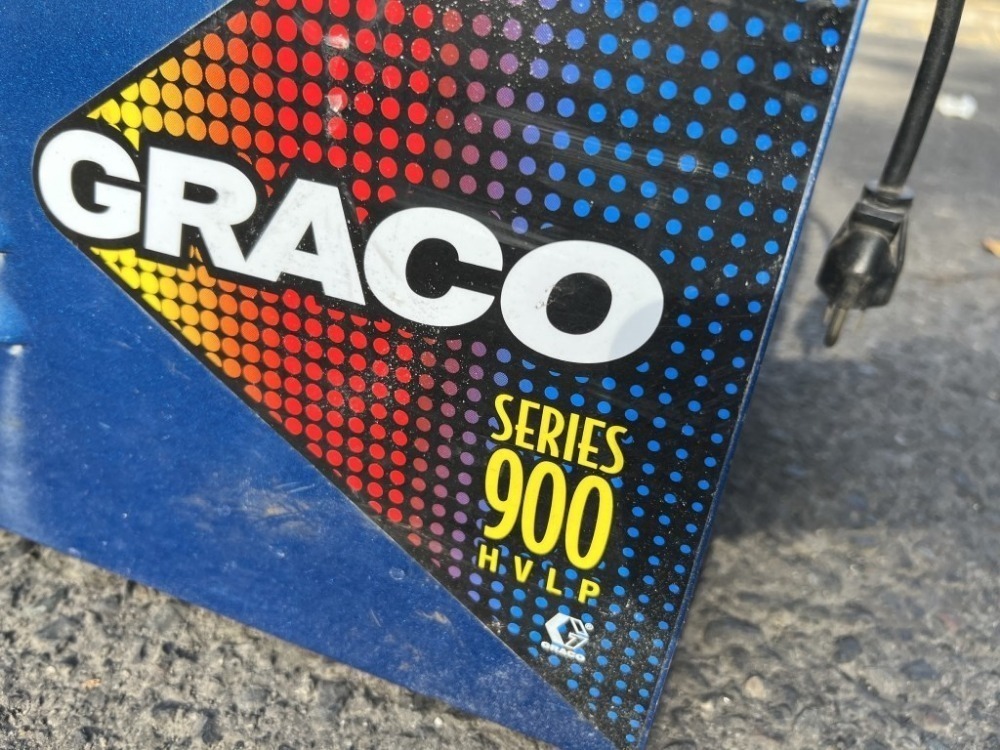 GRACO
SERIES
900
HVLP
®
GRACO